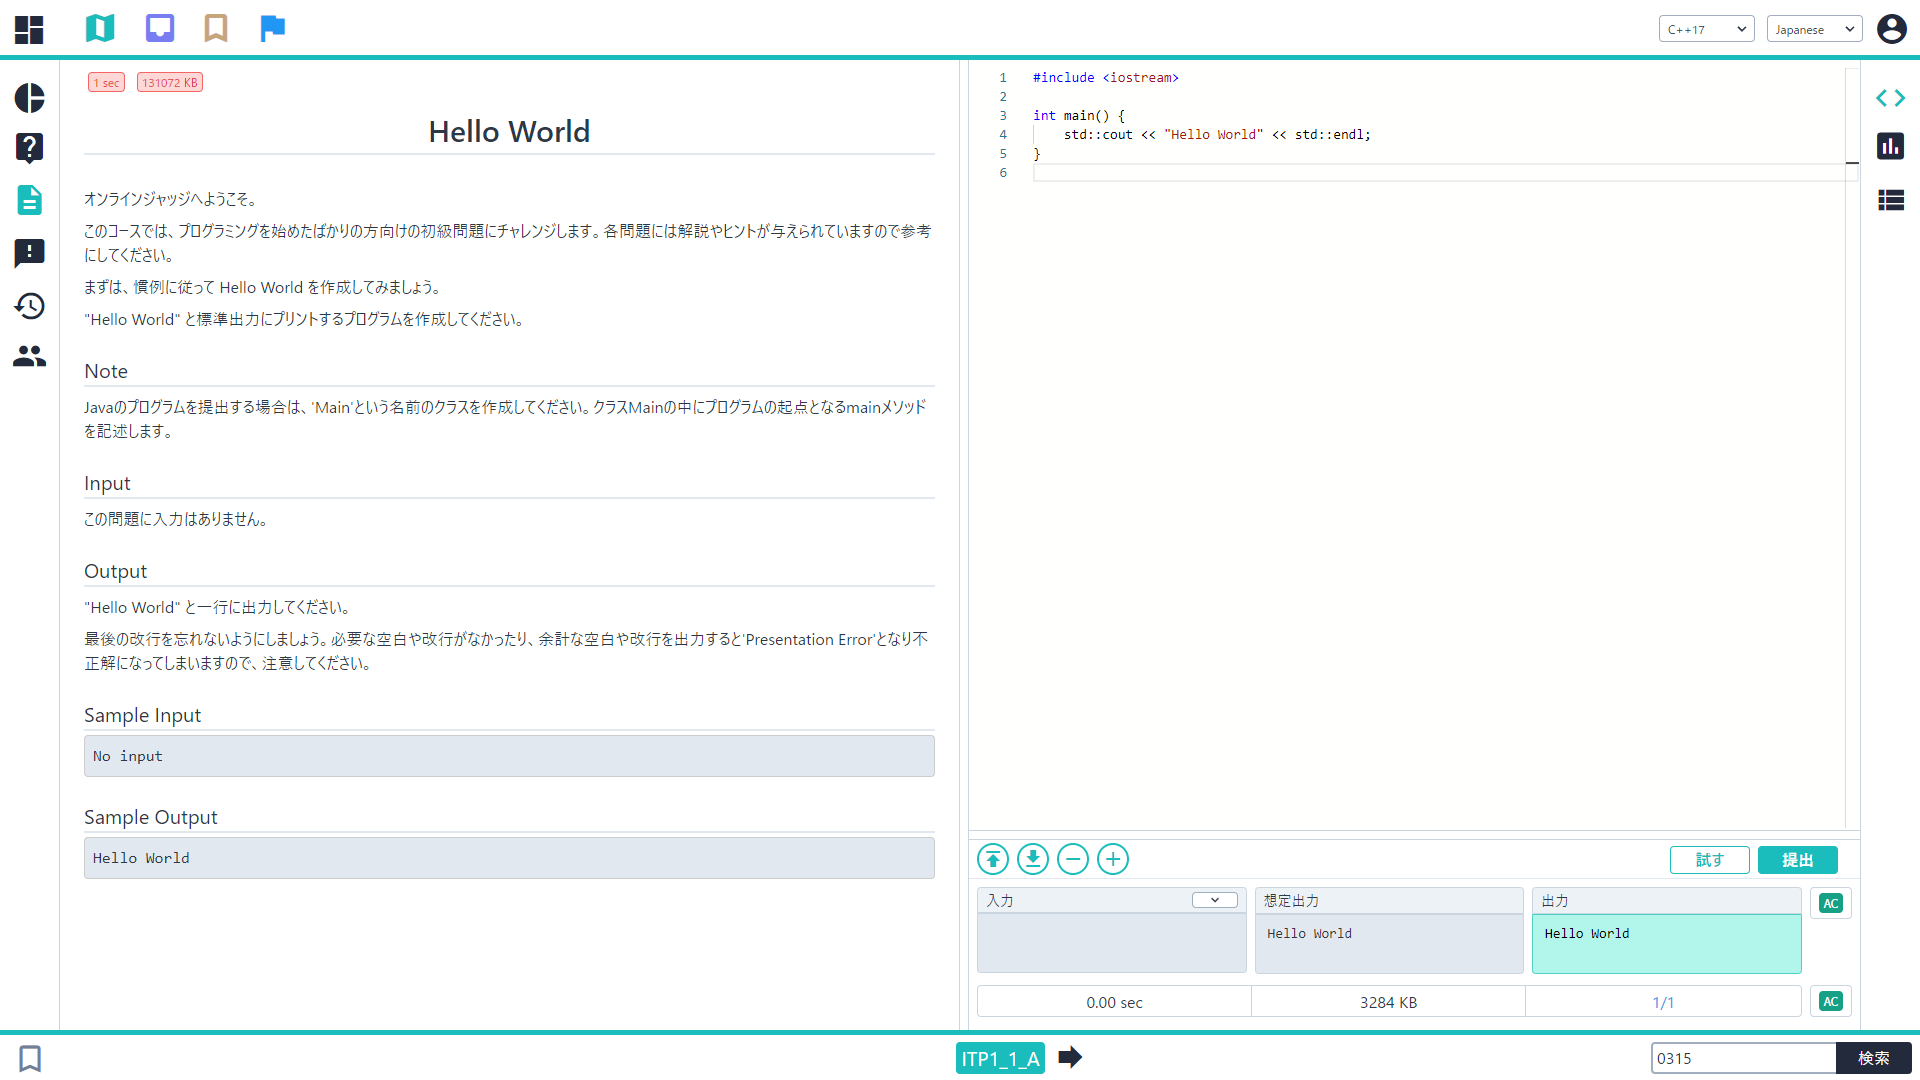 C++17
Japanese
1 sec
131072 KB
Hello World
オンラインジャッジへようこそ。
このコースでは、プログラミングを始めたばかりの方向けの初級問題にチャレンジします。各問題には解説やヒントが与えられていますので参考
にしてください。
まずは、慣例に従って Hello World を作成してみましょう。
"Hello World" と標準出力にプリントするプログラムを作成してください。
Note
Javaのプログラムを提出する場合は、'Main'という名前のクラスを作成してください。クラスMainの中にプログラムの起点となるmainメソッド
を記述します。
Input
この問題に入力はありません。
Output
"Hello World" と一行に出力してください。
最後の改行を忘れないようにしましょう。必要な空白や改行がなかったり、余計な空白や改行を出力すると'Presentation Error'となり不
正解になってしまいますので、注意してください。
Sample Input
No input
Sample Output
Hello World
1 #include <iostream>
2
3 int main() {
4     std::cout << "Hello World" << std::endl;
5 }
6
試す
提出
入力
想定出力
Hello World
出力
Hello World
AC
0.00 sec
3284 KB
1/1
AC
ITP1_1_A
0315
検索